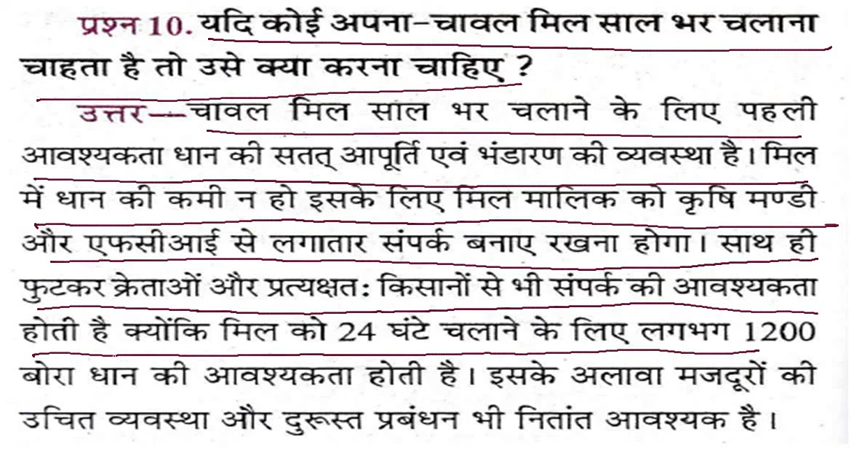 प्रश्न 10. यदि कोई अपना-चावल मिल साल भर चलाना
चाहता है तो उसे क्या करना चाहिए ?
उत्तर—चावल मिल साल भर चलाने के लिए पहली
आवश्यकता धान की सतत् आपूर्ति एवं भंडारण की व्यवस्था है। मिल
में धान की कमी न हो इसके लिए मिल मालिक को कृषि मण्डी
और एफसीआई से लगातार संपर्क बनाए रखना होगा। साथ ही
फुटकर क्रेताओं और प्रत्यक्षत: किसानों से भी संपर्क की आवश्यकता
होती है क्योंकि मिल को 24 घंटे चलाने के लिए लगभग 1200
बोरा धान की आवश्यकता होती है। इसके अलावा मजदूरों की
उचित व्यवस्था और दुरूस्त प्रबंधन भी नितांत आवश्यक है।